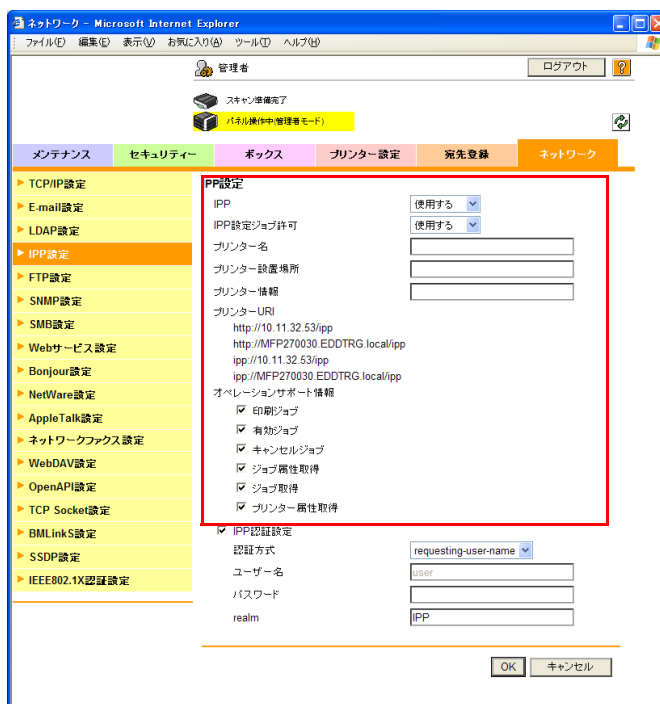 ネットワーク - Microsoft Internet Explorer
ファイル(F) 編集(E) 表示(V) お気に入り(A) ツール(T) ヘルプ(H)
管理者 ログアウト ?
スキャン準備完了
パネル操作中(管理者モード)
メンテナンス セキュリティー ボックス プリンター設定 宛先登録 ネットワーク
TCP/IP設定
E-mail設定
LDAP設定
IPP設定
FTP設定
SNMP設定
SMB設定
Webサービス設定
Bonjour設定
NetWare設定
AppleTalk設定
ネットワークファクス設定
WebDAV設定
OpenAPI設定
TCP Socket設定
BMLinkS設定
SSDP設定
IEEE802.1X認証設定
PP設定
IPP 使用する
IPP設定ジョブ許可 使用する
プリンター名
プリンター設置場所
プリンター情報
プリンターURI
http://10.11.32.53/ipp
http://MFP270030.EDDTRG.local/ipp
ipp://10.11.32.53/ipp
ipp://MFP270030.EDDTRG.local/ipp
オペレーションサポート情報
印刷ジョブ
有効ジョブ
キャンセルジョブ
ジョブ属性取得
ジョブ取得
プリンター属性取得
IPP認証設定
認証方式 requesting-user-name
ユーザー名 user
パスワード
realm IPP
OK キャンセル